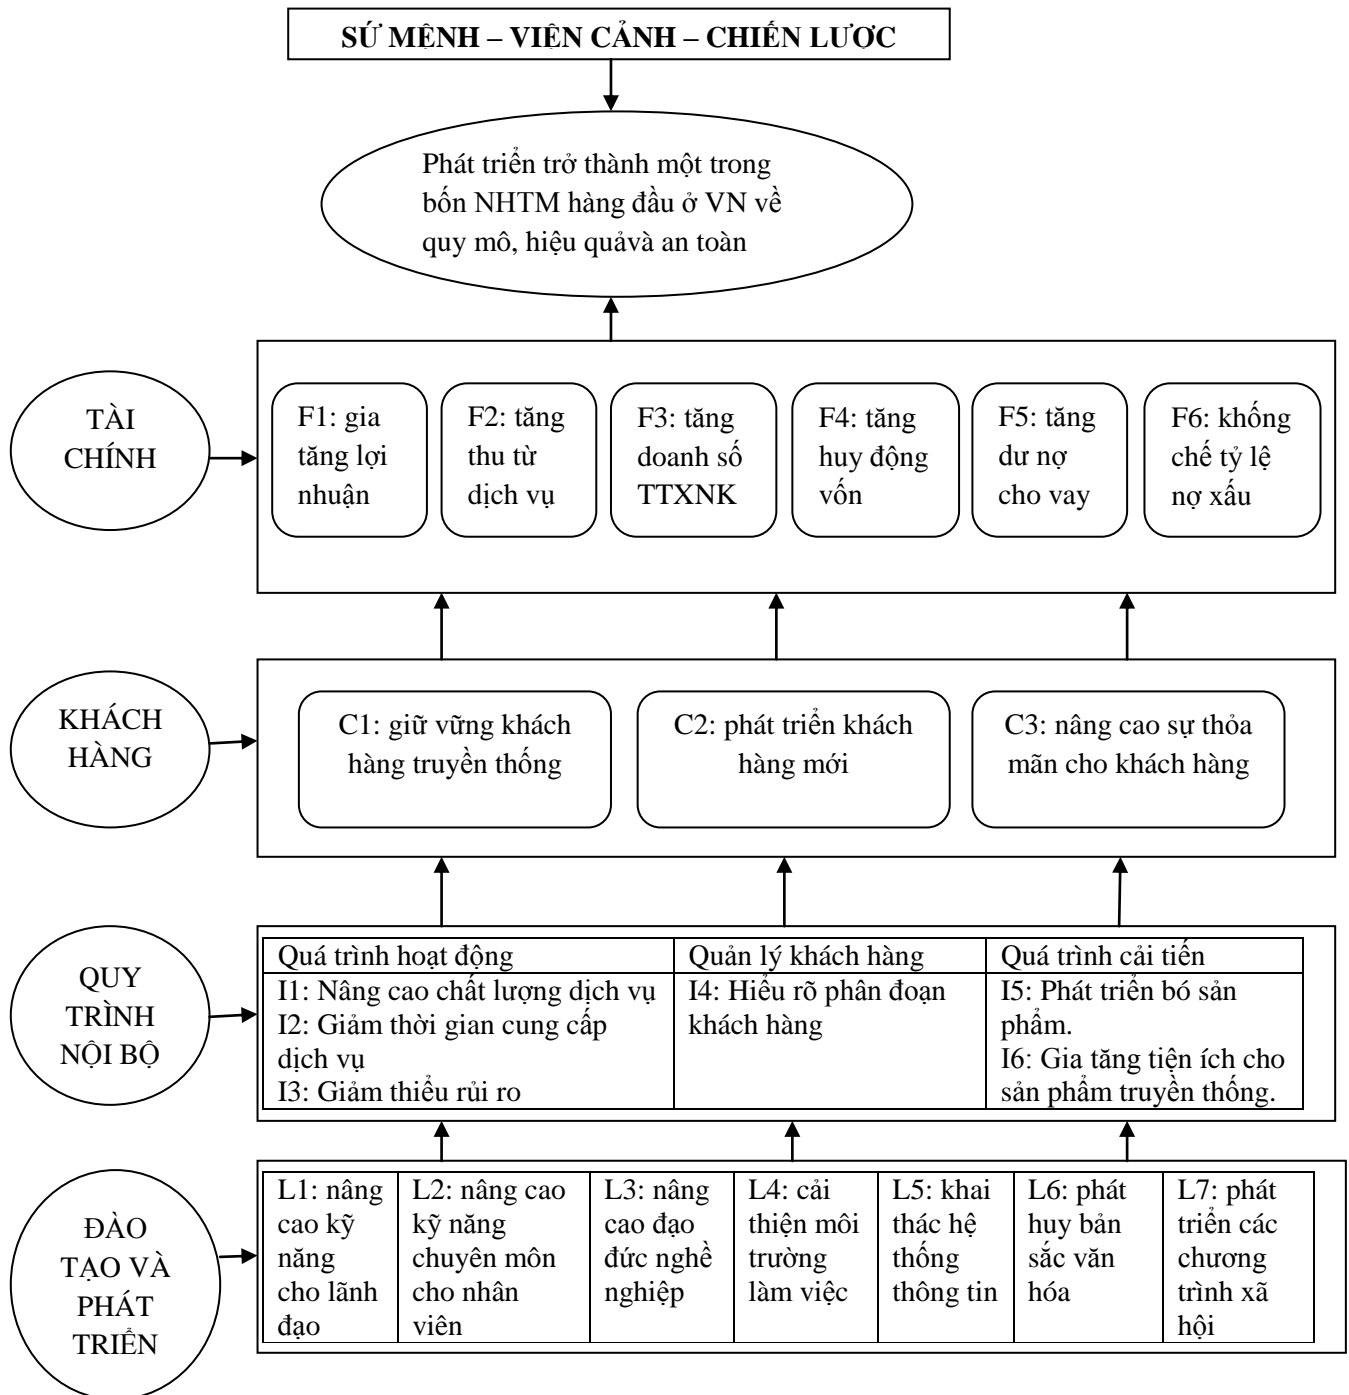 SỨ MỆNH – VIỄN CẢNH – CHIẾN LƯỢC
Phát triển trở thành một trong
bốn NHTM hàng đầu ở VN về
quy mô, hiệu quảvà an toàn
TÀI
CHÍNH
F1: gia
tăng lợi
nhuận
F2: tăng
thu từ
dịch vụ
F3: tăng
doanh số
TTXNK
F4: tăng
huy động
vốn
F5: tăng
dư nợ
cho vay
F6: khống
chế tỷ lệ
nợ xấu
KHÁCH
HÀNG
C1: giữ vững khách
hàng truyền thống
C2: phát triển khách
hàng mới
C3: nâng cao sự thỏa
mãn cho khách hàng
QUY
TRÌNH
NỘI BỘ
Quá trình hoạt động
I1: Nâng cao chất lượng dịch vụ
I2: Giảm thời gian cung cấp
dịch vụ
I3: Giảm thiểu rủi ro
Quản lý khách hàng
I4: Hiểu rõ phân đoạn
khách hàng
Quá trình cải tiến
I5: Phát triển bó sản
phẩm.
I6: Gia tăng tiện ích cho
sản phẩm truyền thống.
ĐÀO
TẠO VÀ
PHÁT
TRIỂN
L1: nâng
cao kỹ
năng
cho lãnh
đạo
L2: nâng cao
kỹ năng
chuyên môn
cho nhân
viên
L3: nâng
cao đạo
đức nghề
nghiệp
L4: cải
thiện môi
trường
làm việc
L5: khai
thác hệ
thống
thông tin
L6: phát
huy bản
sắc văn
hóa
L7: phát
triển các
chương
trình xã
hội